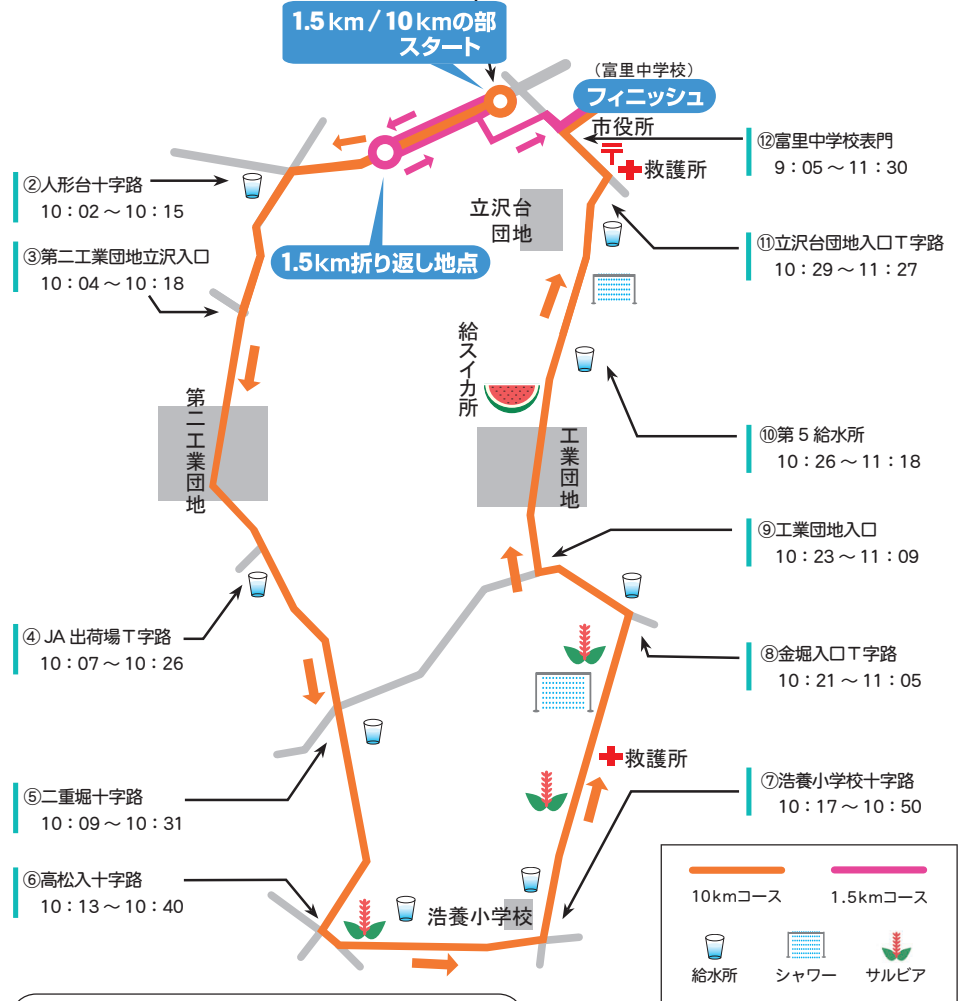 1.5km/10kmの部
スタート
(富里中学校)
フィニッシュ
市役所
救護所
⑫富里中学校表門
9:05～11:30
②人形台十字路
10:02～10:15
立沢台
団地
⑪立沢台団地入口T字路
10:29～11:27
③第二工業団地立沢入口
10:04～10:18
1.5km折り返し地点
給スイカ所
第二工業団地
工業団地
⑩第5給水所
10:26～11:18
⑨工業団地入口
10:23～11:09
④JA出荷場T字路
10:07～10:26
⑧金堀入口T字路
10:21～11:05
救護所
⑤二重堀十字路
10:09～10:31
⑦浩養小学校十字路
10:17～10:50
⑥高松入十字路
10:13～10:40
浩養小学校
10kmコース
1.5kmコース
給水所
シャワー
サルビア